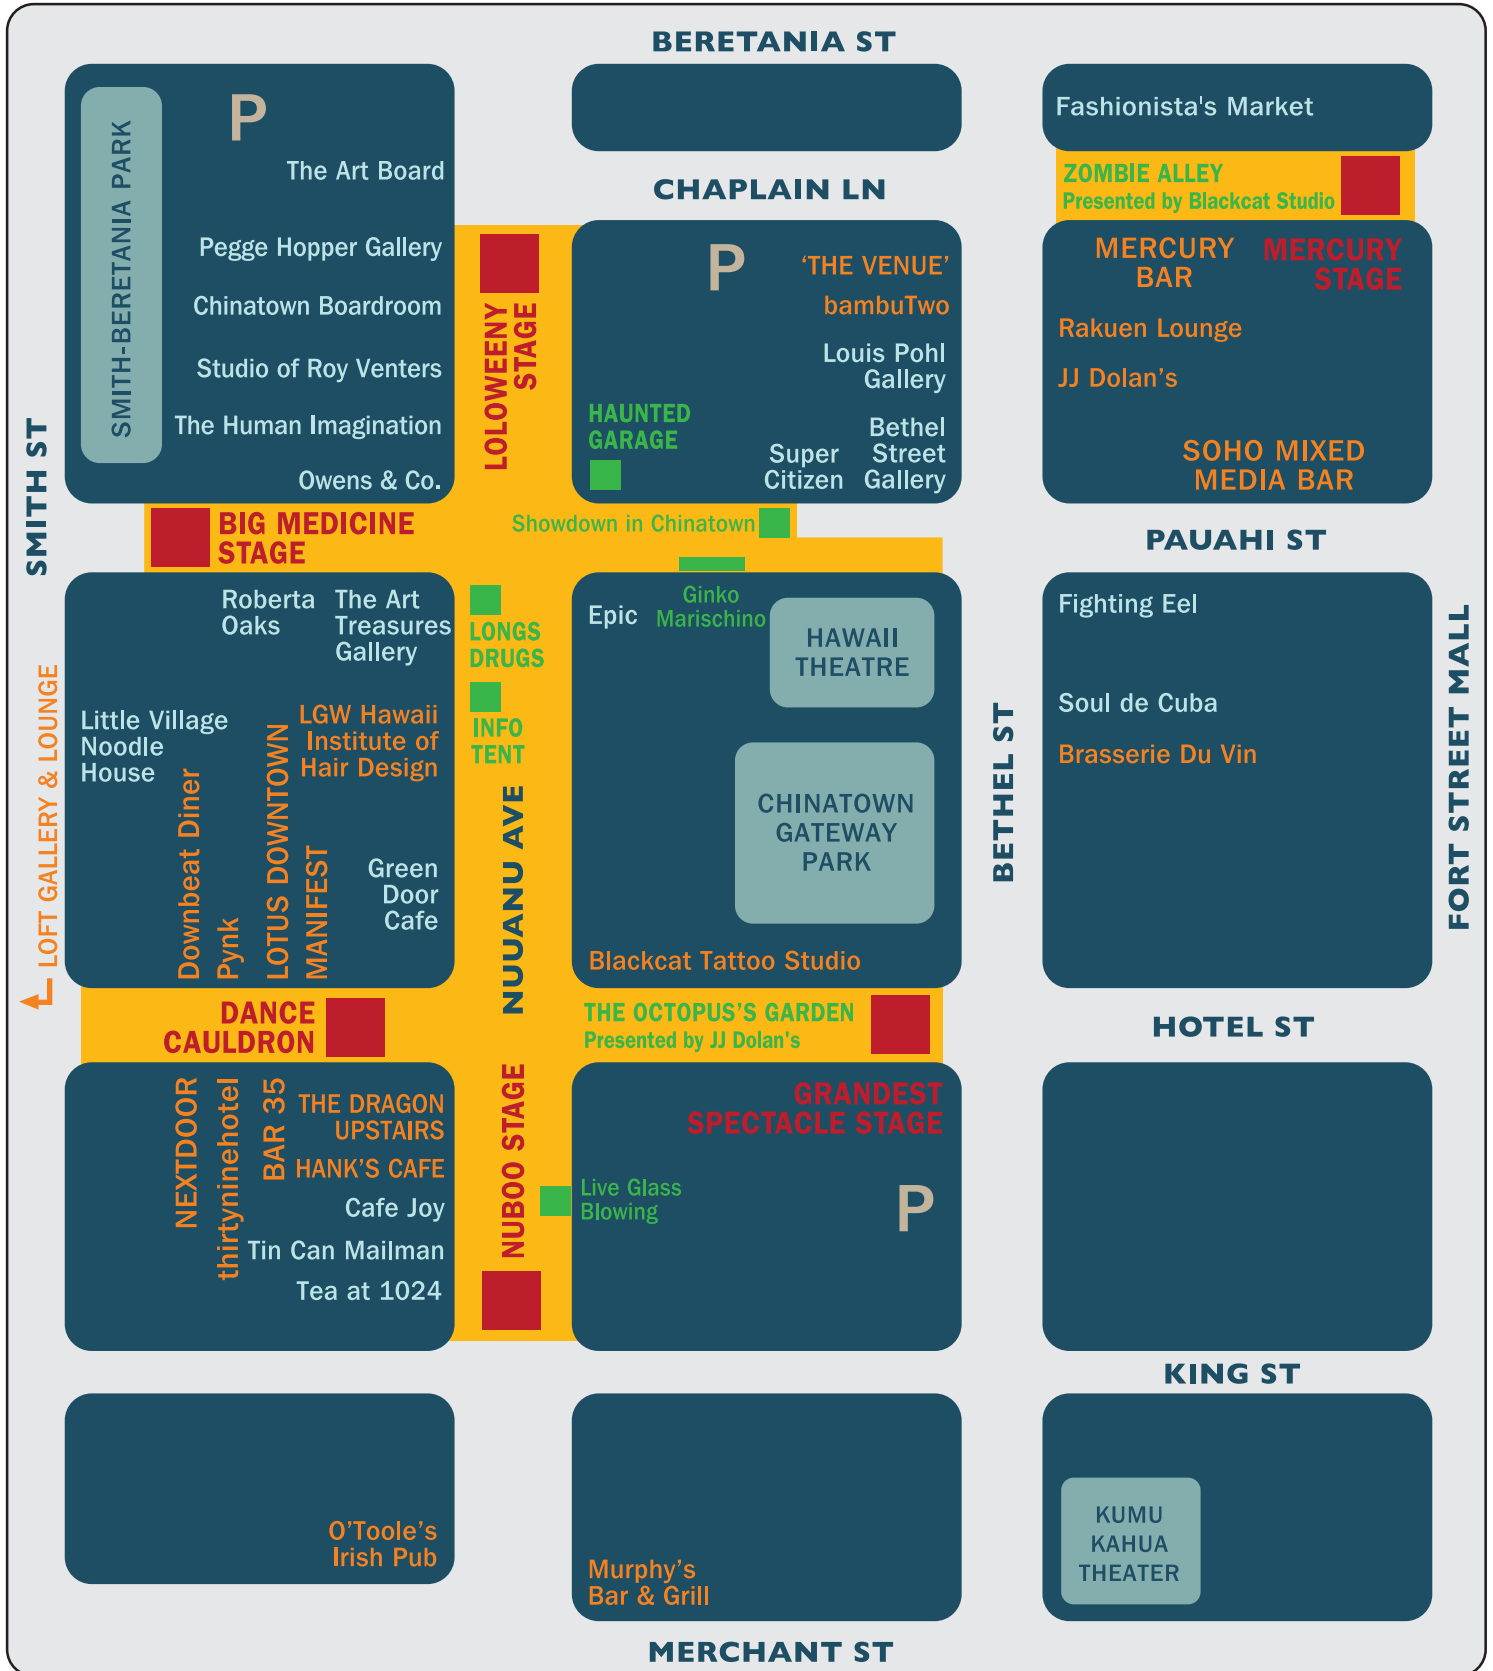 BERETANIA ST
SMITH-BERETANIA PARK
P
The Art Board
Pegge Hopper Gallery
Chinatown Boardroom
Studio of Roy Venters
The Human Imagination
Owens & Co.
CHAPLAIN LN
Fashionista's Market
ZOMBIE ALLEY
Presented by Blackcat Studio
LOLOWEENY
STAGE
P
‘THE VENUE’
bambuTwo
Louis Pohl
Gallery
HAUNTED
GARAGE
Super
Citizen
Bethel
Street
Gallery
MERCURY
BAR
MERCURY
STAGE
Rakuen Lounge
JJ Dolan’s
SOHO MIXED
MEDIA BAR
SMITH ST
BIG MEDICINE
STAGE
Showdown in Chinatown
PAUAHI ST
Roberta
Oaks
The Art
Treasures
Gallery
LONGS
DRUGS
INFO
TENT
Epic
Ginko
Marischino
HAWAII
THEATRE
Fighting Eel
Soul de Cuba
Brasserie Du Vin
FORT STREET MALL
BETHEL ST
LOFT GALLERY & LOUNGE
Little Village
Noodle
House
Downbeat Diner
Pynk
LOTUS DOWNTOWN
MANIFEST
LGW Hawaii
Institute of
Hair Design
Green
Door
Cafe
NUUANU AVE
CHINATOWN
GATEWAY
PARK
Blackcat Tattoo Studio
DANCE
CAULDRON
THE OCTOPUS’S GARDEN
Presented by JJ Dolan's
HOTEL ST
NEXTDOOR
thirtyninehotel
BAR 35
THE DRAGON
UPSTAIRS
HANK’S CAFE
Cafe Joy
Tin Can Mailman
Tea at 1024
NUBOO STAGE
GRANDEST
SPECTACLE STAGE
Live Glass
Blowing
P
KING ST
O’Toole’s
Irish Pub
Murphy’s
Bar & Grill
KUMU
KAHUA
THEATER
MERCHANT ST